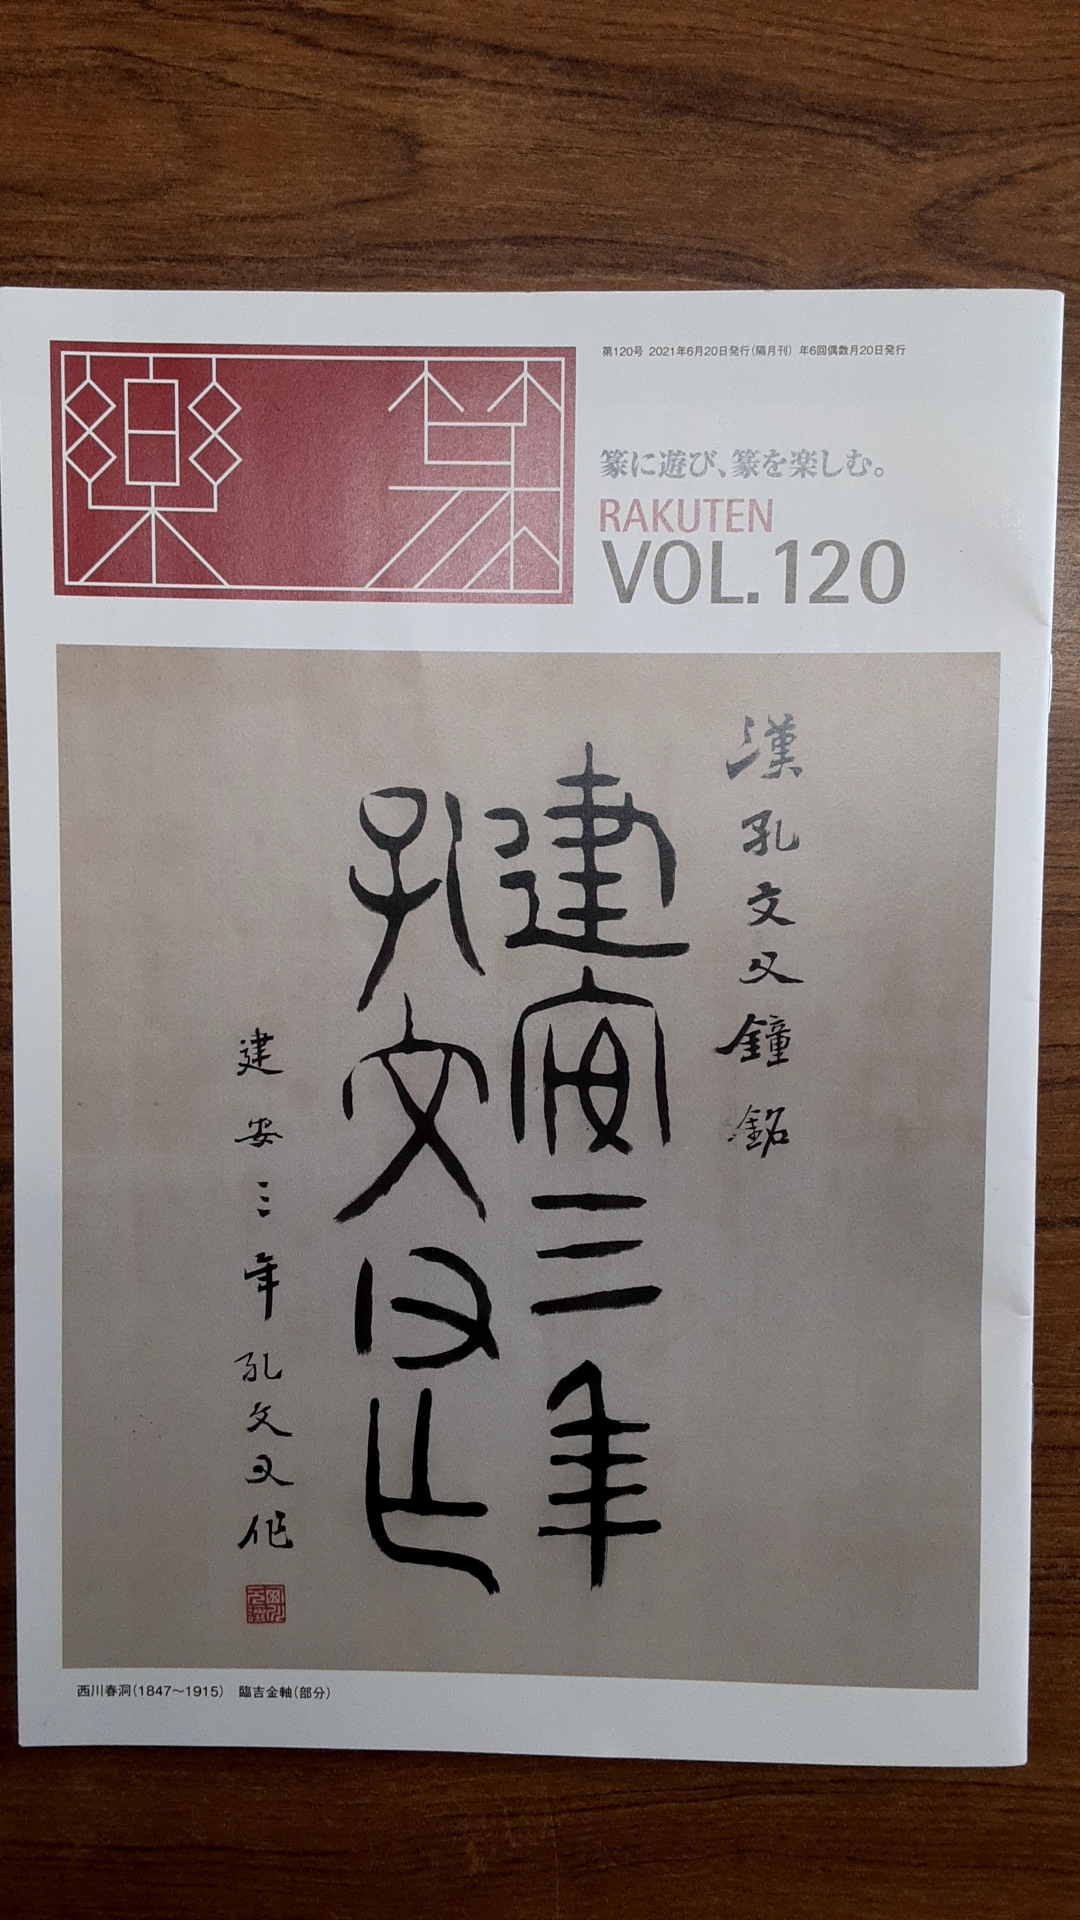 楽篆
第120号 2021年6月20日発行(隔月刊) 年6回偶数月20日発行
篆に遊び、篆を楽しむ。
RAKUTEN
VOL.120
漢孔文父鐘銘
建安三年
孔文父作
建安三年孔文父作
西川春洞(1847〜1915) 臨吉金軸(部分)